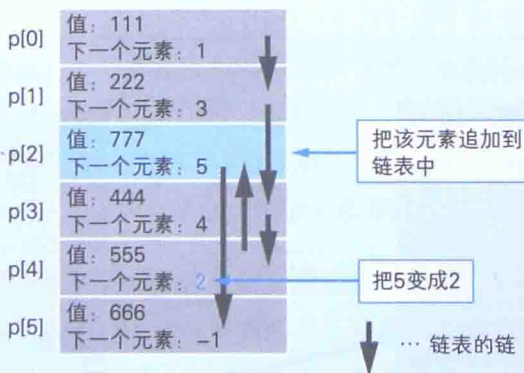 p[0]
值：111
下一个元素：1
p[1]
值：222
下一个元素：3
p[2]
值：777
下一个元素：5
p[3]
值：444
下一个元素：4
p[4]
值：555
下一个元素：2
p[5]
值：666
下一个元素：-1
把该元素追加到
链表中
把5变成2
… 链表的链